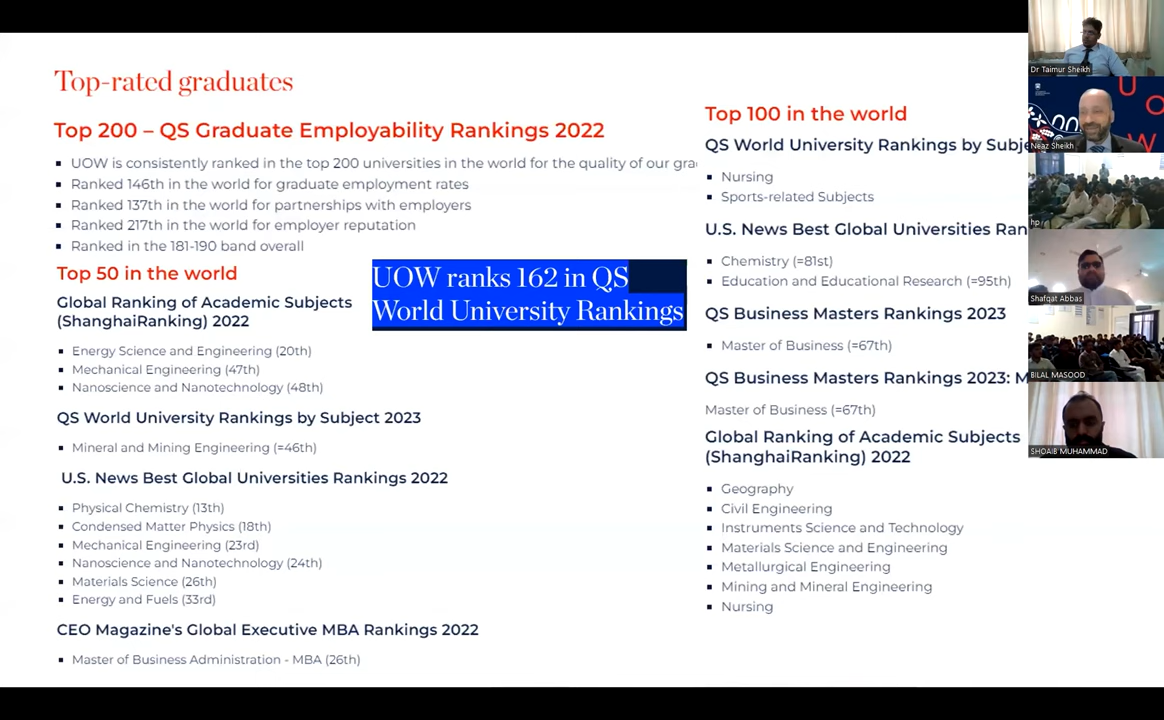 Top-rated graduates
Top 200 – QS Graduate Employability Rankings 2022
UOW is consistently ranked in the top 200 universities in the world for the quality of our
Ranked 146th in the world for graduate employment rates
Ranked 137th in the world for partnerships with employers
Ranked 217th in the world for employer reputation
Ranked in the 181-190 band overall
Top 50 in the world
Global Ranking of Academic Subjects
(ShanghaiRanking) 2022
Energy Science and Engineering (20th)
Mechanical Engineering (47th)
Nanoscience and Nanotechnology (48th)
QS World University Rankings by Subject 2023
Mineral and Mining Engineering (=46th)
U.S. News Best Global Universities Rankings 2022
Physical Chemistry (13th)
Condensed Matter Physics (18th)
Mechanical Engineering (23rd)
Nanoscience and Nanotechnology (24th)
Materials Science (26th)
Energy and Fuels (33rd)
CEO Magazine's Global Executive MBA Rankings 2022
Master of Business Administration - MBA (26th)
UOW ranks 162 in QS
World University Rankings
Top 100 in the world
QS World University Rankings by Subje
Nursing
Sports-related Subjects
U.S. News Best Global Universities Ran
Chemistry (=81st)
Education and Educational Research (=95th)
QS Business Masters Rankings 2023
Master of Business (=67th)
QS Business Masters Rankings 2023: M
Master of Business (=67th)
Global Ranking of Academic Subjects
(ShanghaiRanking) 2022
Geography
Civil Engineering
Instruments Science and Technology
Materials Science and Engineering
Metallurgical Engineering
Mining and Mineral Engineering
Nursing
Dr Taimur Sheikh
U
O
W
Neaz Sheikh
hp
Shafqat Abbas
BILAL MASOOD
SHOAIB MUHAMMAD